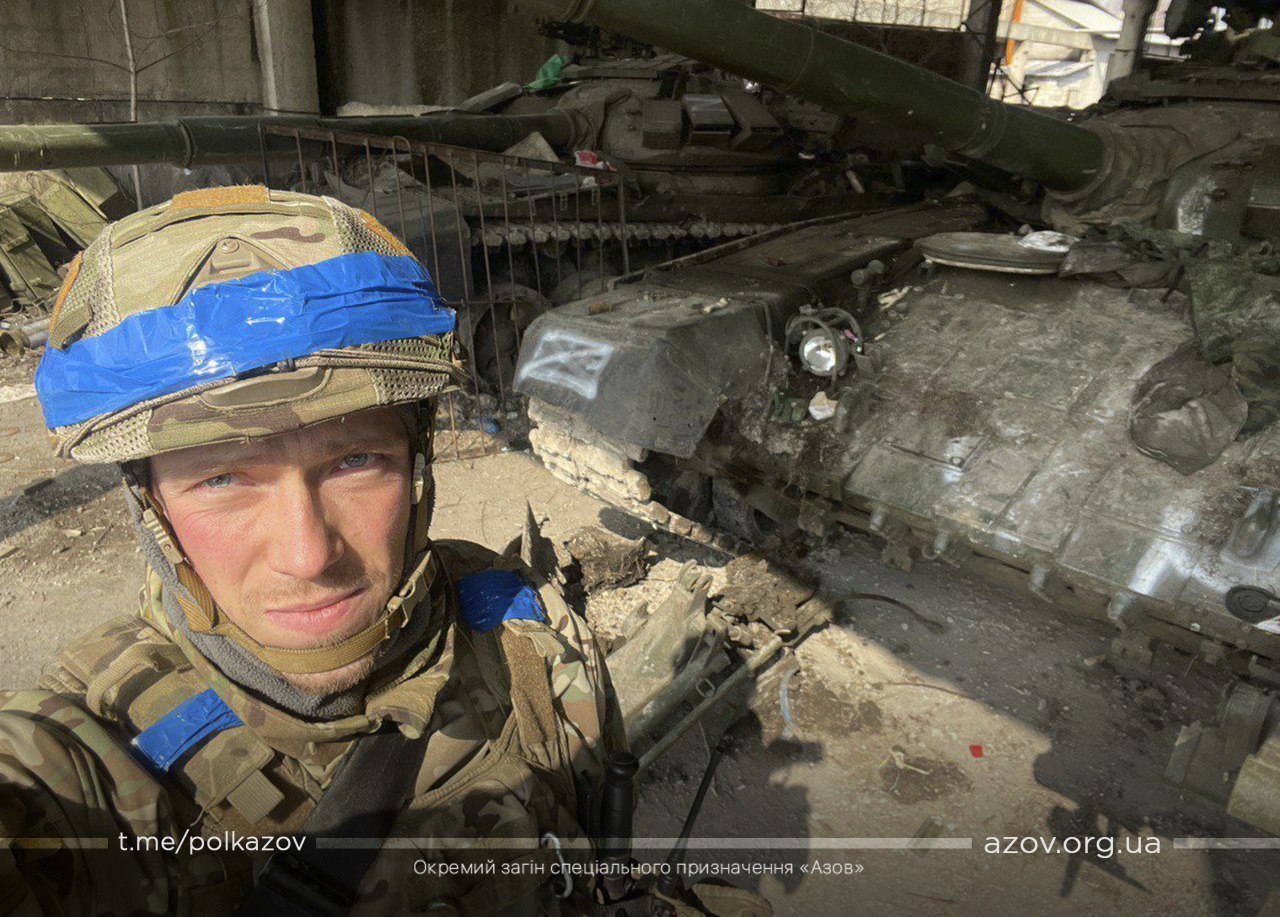 Z
t.me/polkazov
azov.org.ua
Окремий загін спеціального призначення «Азов»